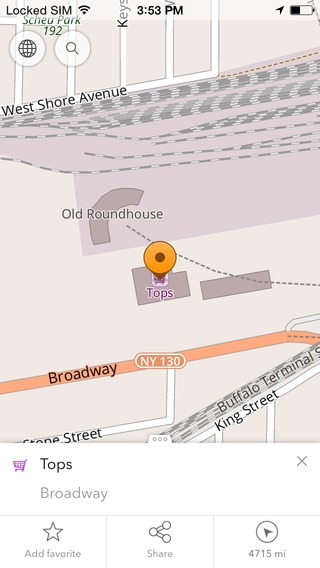 Locked SIM 3:53 PM
Scheu Park
192
Keys
West Shore Avenue
Old Roundhouse
Tops
NY 130
Broadway
Buffalo Terminal S
King Street
Stone Street
Tops
Broadway
Add favorite Share 4715 mi